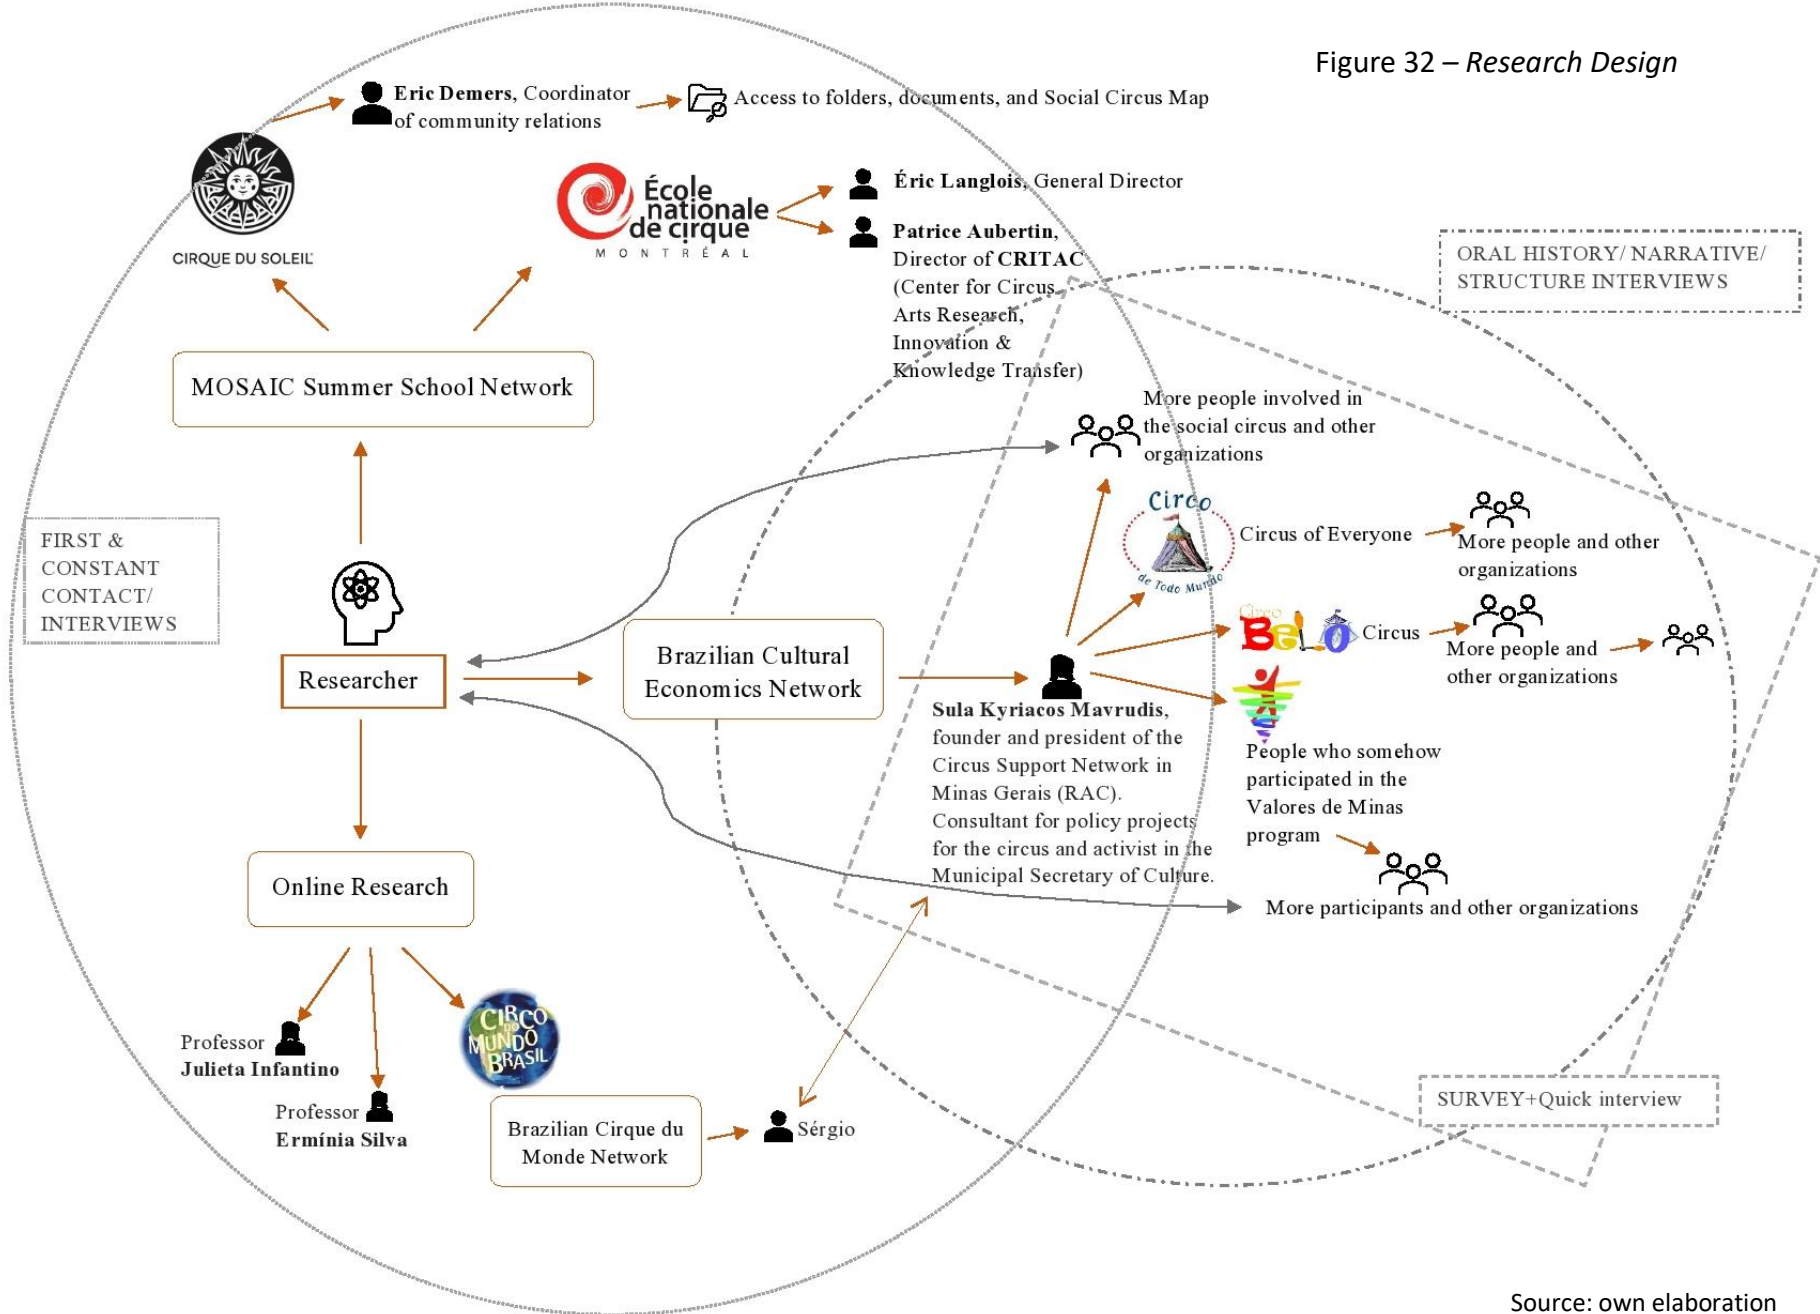 Figure 32 – Research Design
Eric Demers, Coordinator
of community relations
Access to folders, documents, and Social Circus Map
CIRQUE DU SOLEIL
École
nationale
de cirque
MONTRÉAL
Éric Langlois, General Director
Patrice Aubertin,
Director of CRITAC
(Center for Circus
Arts Research,
Innovation &
Knowledge Transfer)
ORAL HISTORY/ NARRATIVE/
STRUCTURE INTERVIEWS
MOSAIC Summer School Network
More people involved in
the social circus and other
organizations
Circo
de Todo Mundo
Circus of Everyone
More people and other
organizations
FIRST &
CONSTANT
CONTACT/
INTERVIEWS
Researcher
Brazilian Cultural
Economics Network
Circo
BeLO
Circus
More people and
other organizations
Sula Kyriacos Mavrudis,
founder and president of the
Circus Support Network in
Minas Gerais (RAC).
Consultant for policy projects
for the circus and activist in the
Municipal Secretary of Culture.
People who somehow
participated in the
Valores de Minas
program
More participants and other organizations
Online Research
Professor
Julieta Infantino
Professor
Ermínia Silva
CIRCO
DO
MUNDO
BRASIL
Brazilian Cirque du
Monde Network
Sérgio
SURVEY+Quick interview
Source: own elaboration